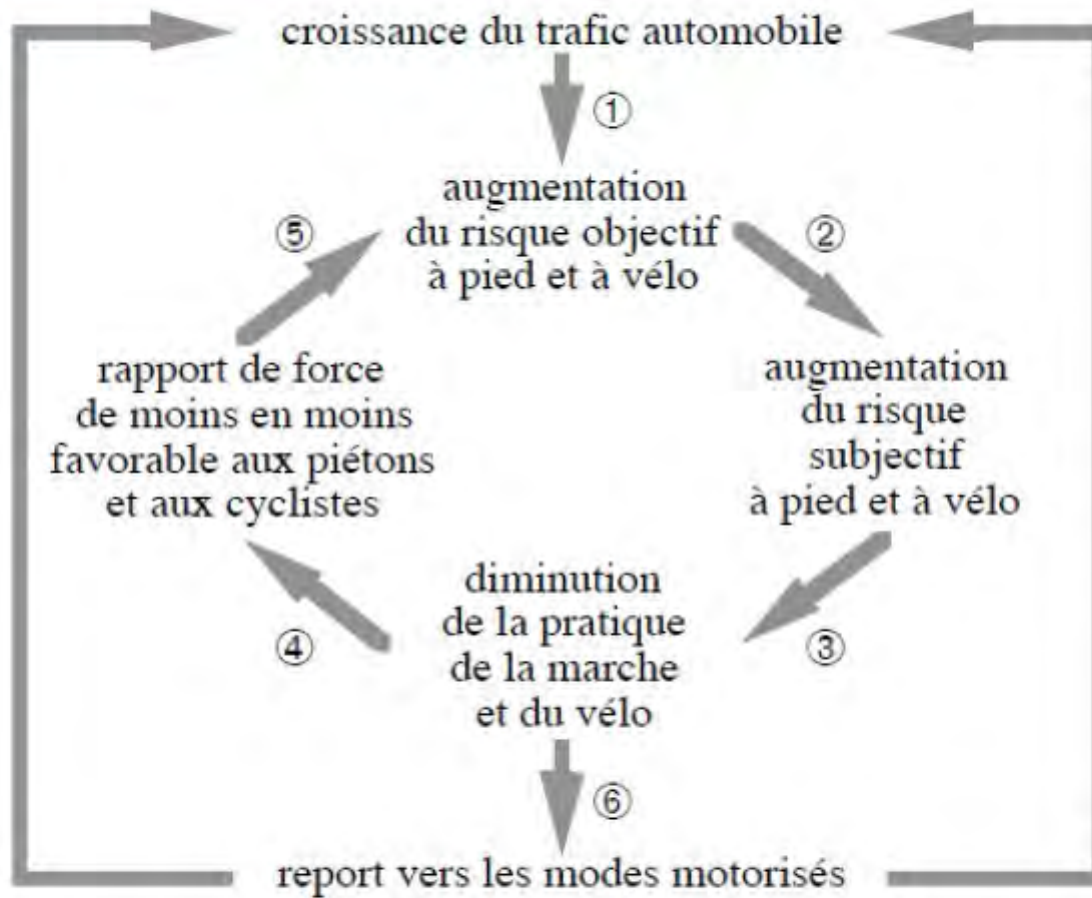 croissance du trafic automobile
①
augmentation
du risque objectif
à pied et à vélo
②
augmentation
du risque
subjectif
à pied et à vélo
③
diminution
de la pratique
de la marche
et du vélo
④
rapport de force
de moins en moins
favorable aux piétons
et aux cyclistes
⑤
⑥
report vers les modes motorisés